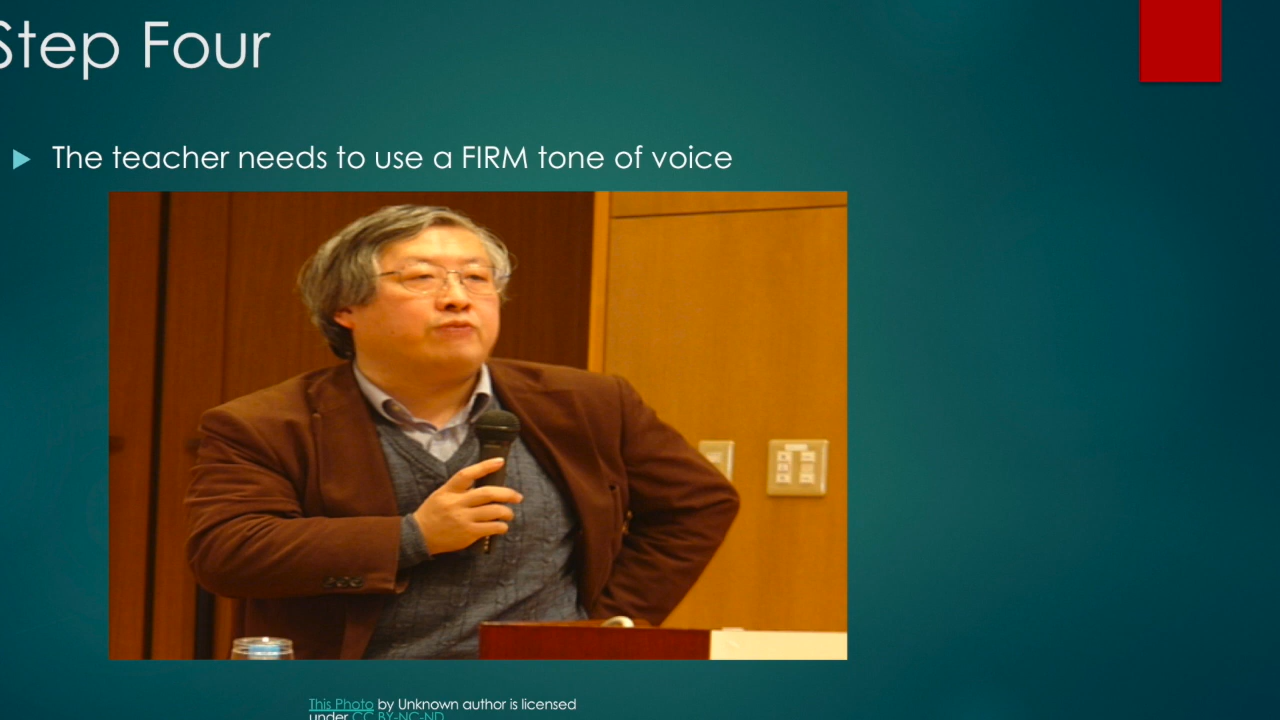 Step Four
The teacher needs to use a FIRM tone of voice
This Photo by Unknown author is licensed
under CC BY-NC-ND